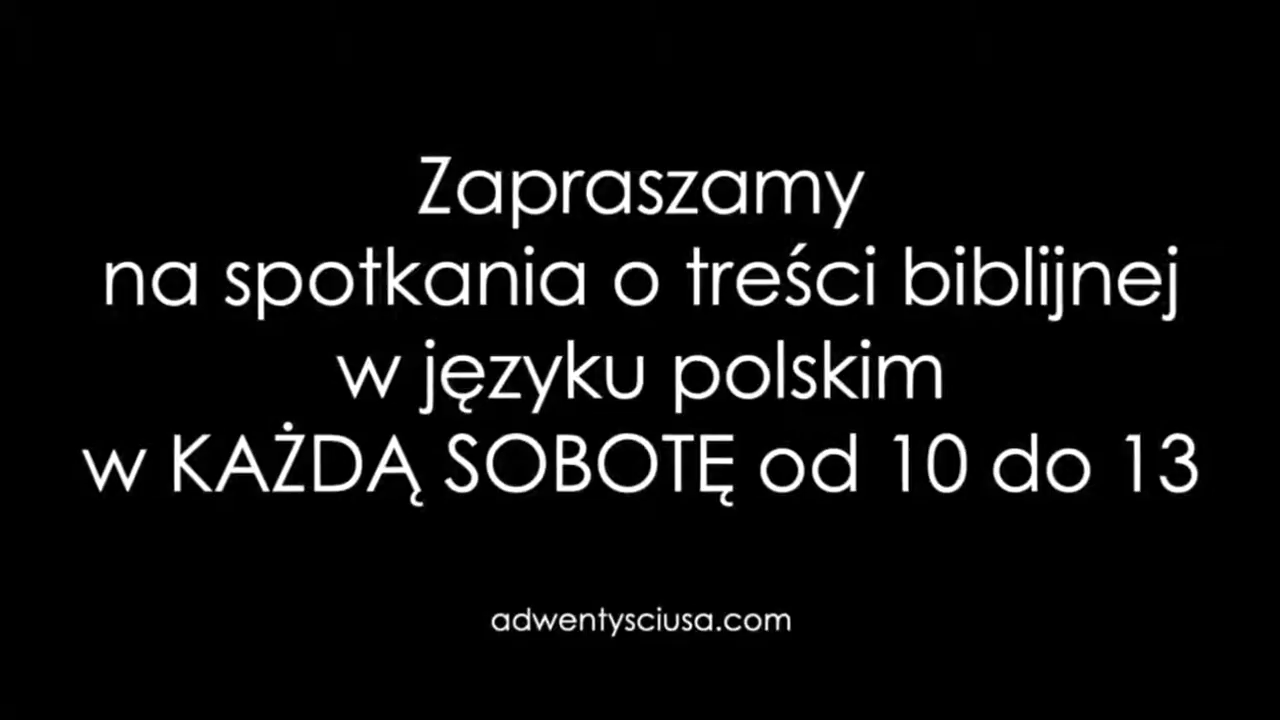 Zapraszamy
na spotkania o treści biblijnej
w języku polskim
w KAŻDĄ SOBOTĘ od 10 do 13
adwentysciusa.com